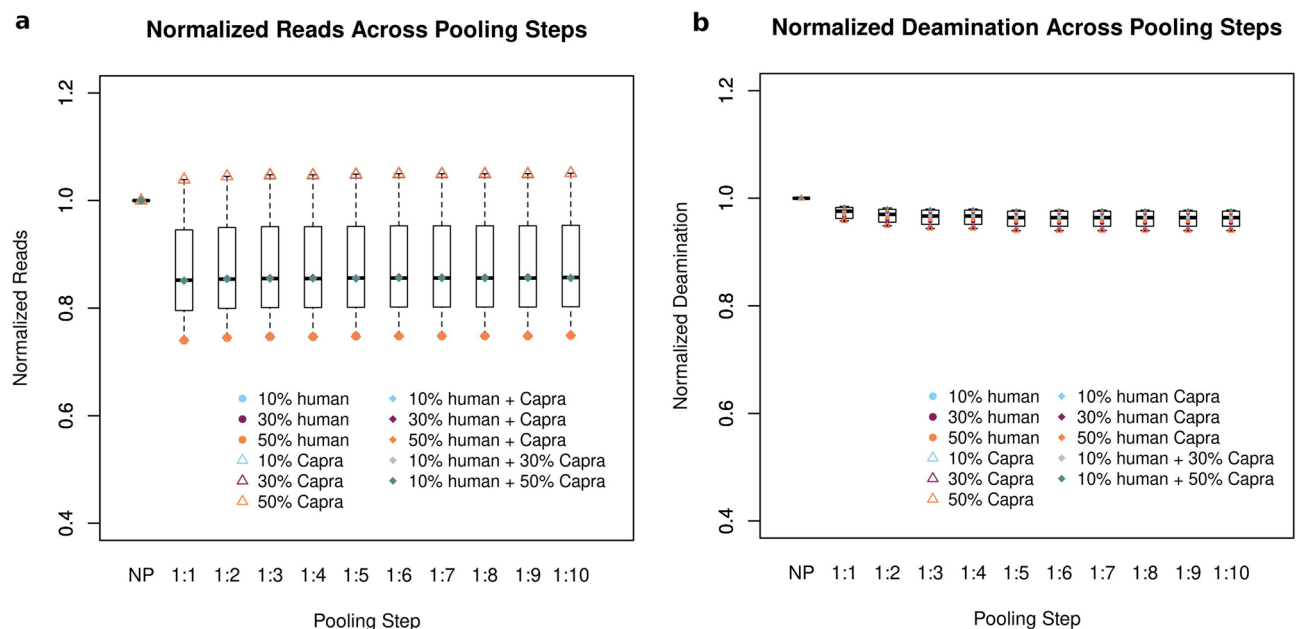 a
Normalized Reads Across Pooling Steps
Normalized Reads
1.2
1.0
0.8
0.6
0.4
10% human
30% human
50% human
10% Capra
30% Capra
50% Capra
10% human + Capra
30% human + Capra
50% human + Capra
10% human + 30% Capra
10% human + 50% Capra
NP 1:1 1:2 1:3 1:4 1:5 1:6 1:7 1:8 1:9 1:10
Pooling Step
b
Normalized Deamination Across Pooling Steps
Normalized Deamination
1.2
1.0
0.8
0.6
0.4
10% human
30% human
50% human
10% Capra
30% Capra
50% Capra
10% human Capra
30% human Capra
50% human Capra
10% human + 30% Capra
10% human + 50% Capra
NP 1:1 1:2 1:3 1:4 1:5 1:6 1:7 1:8 1:9 1:10
Pooling Step